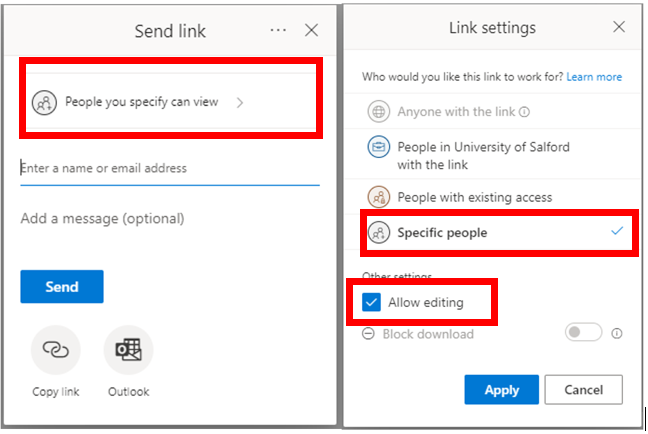 Send link
People you specify can view
Enter a name or email address
Add a message (optional)
Send
Copy link
Outlook
Link settings
Who would you like this link to work for? Learn more
Anyone with the link
People in University of Salford
with the link
People with existing access
Specific people
Other settings
Allow editing
Block download
Apply
Cancel